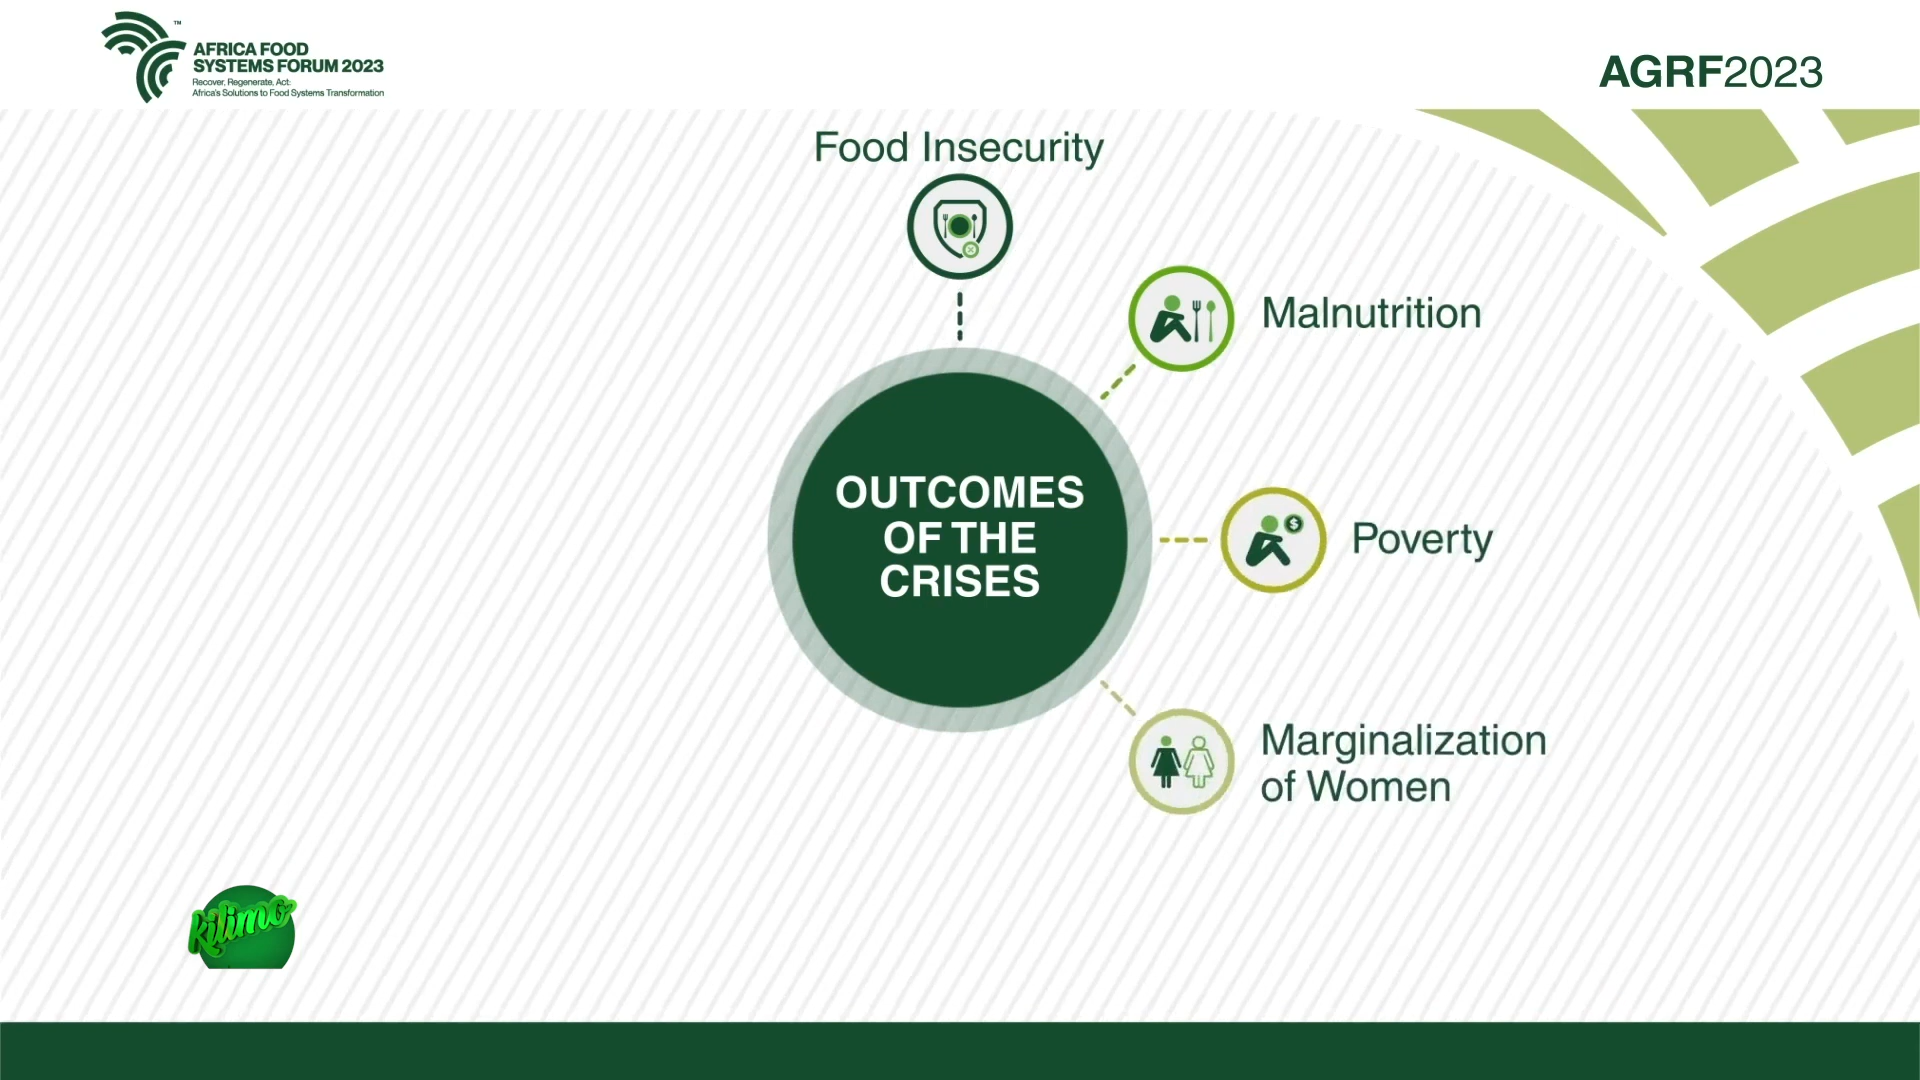 AFRICA FOOD
SYSTEMS FORUM 2023
Recover, Regenerate, Act:
Africa's Solutions to Food Systems Transformation
™
AGRF2023
Food Insecurity
Malnutrition
OUTCOMES
OF THE
CRISES
$
Poverty
Marginalization
of Women
kilimo